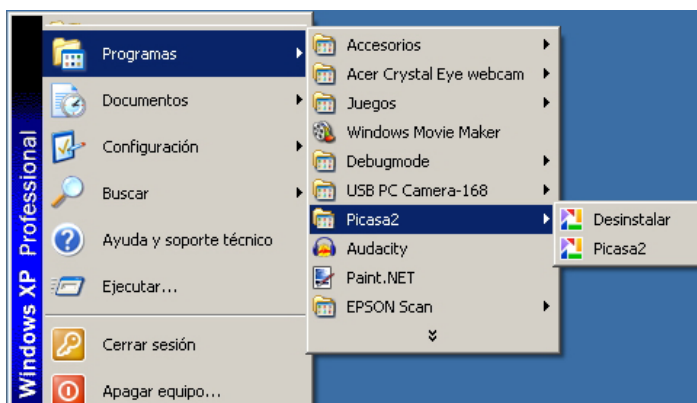 Windows XP Professional
Programas
Documentos
Configuración
Buscar
Ayuda y soporte técnico
Ejecutar...
Cerrar sesión
Apagar equipo...
Accesorios
Acer Crystal Eye webcam
Juegos
Windows Movie Maker
Debugmode
USB PC Camera-168
Picasa2
Audacity
Paint.NET
EPSON Scan
Desinstalar
Picasa2